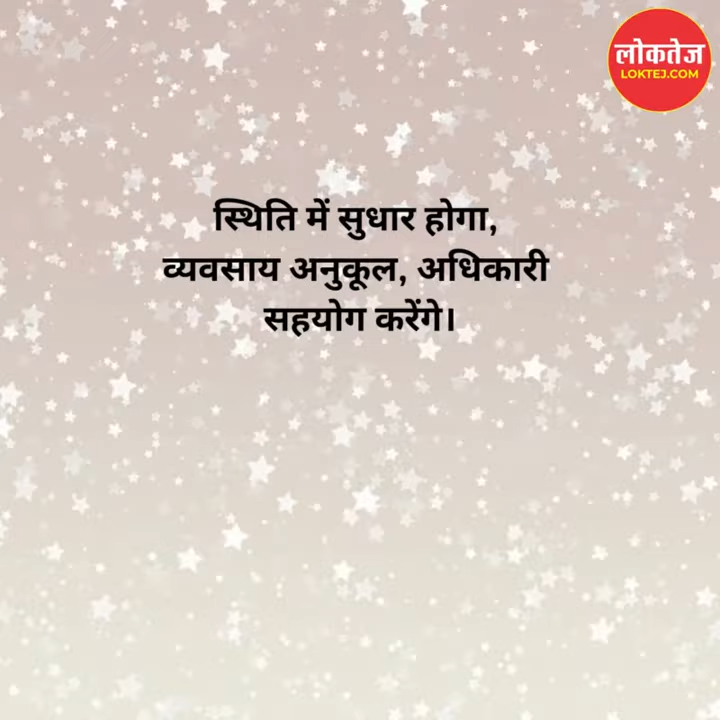 लोकतेज
LOKTEJ.COM
स्थिति में सुधार होगा,
व्यवसाय अनुकूल, अधिकारी
सहयोग करेंगे।